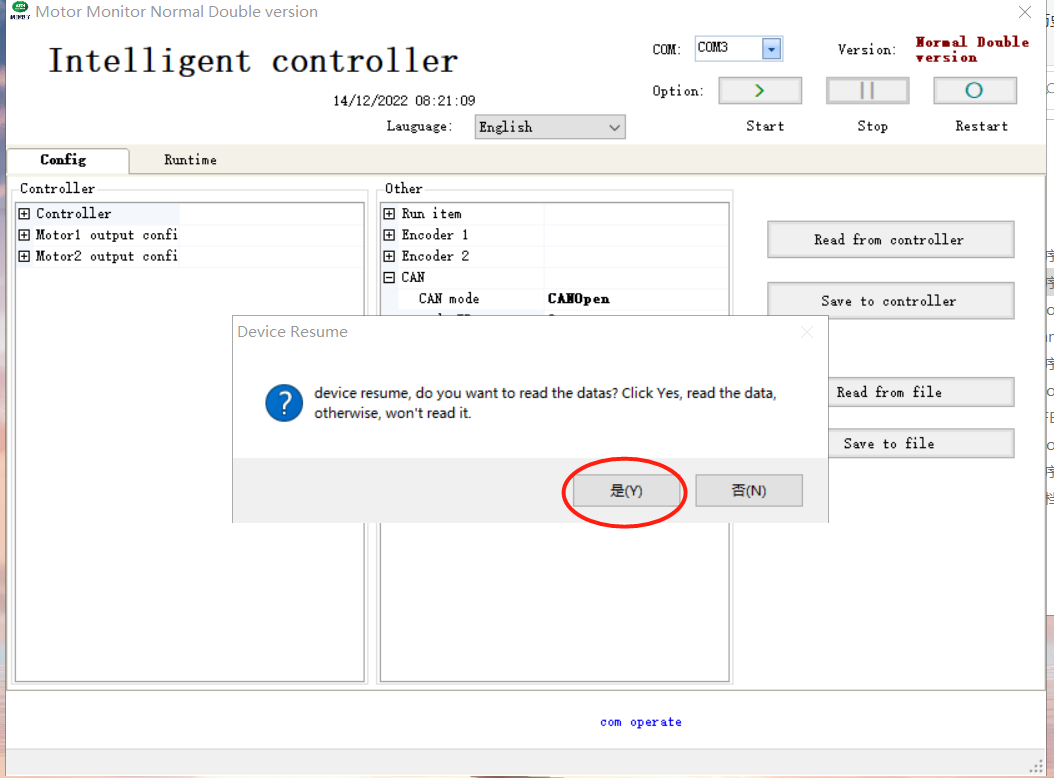 Motor Monitor Normal Double version
Intelligent controller
COM:
COM3
Version:
Normal Double
version
14/12/2022 08:21:09
Option:
Lauguage:
English
Start
Stop
Restart
Config
Runtime
Controller
Controller
Motor1 output confi
Motor2 output confi
Other
Run item
Encoder 1
Encoder 2
CAN
CAN mode
CANOpen
Read from controller
Save to controller
Read from file
Save to file
Device Resume
device resume, do you want to read the datas? Click Yes, read the data,
otherwise, won't read it.
是(Y)
否(N)
com operate